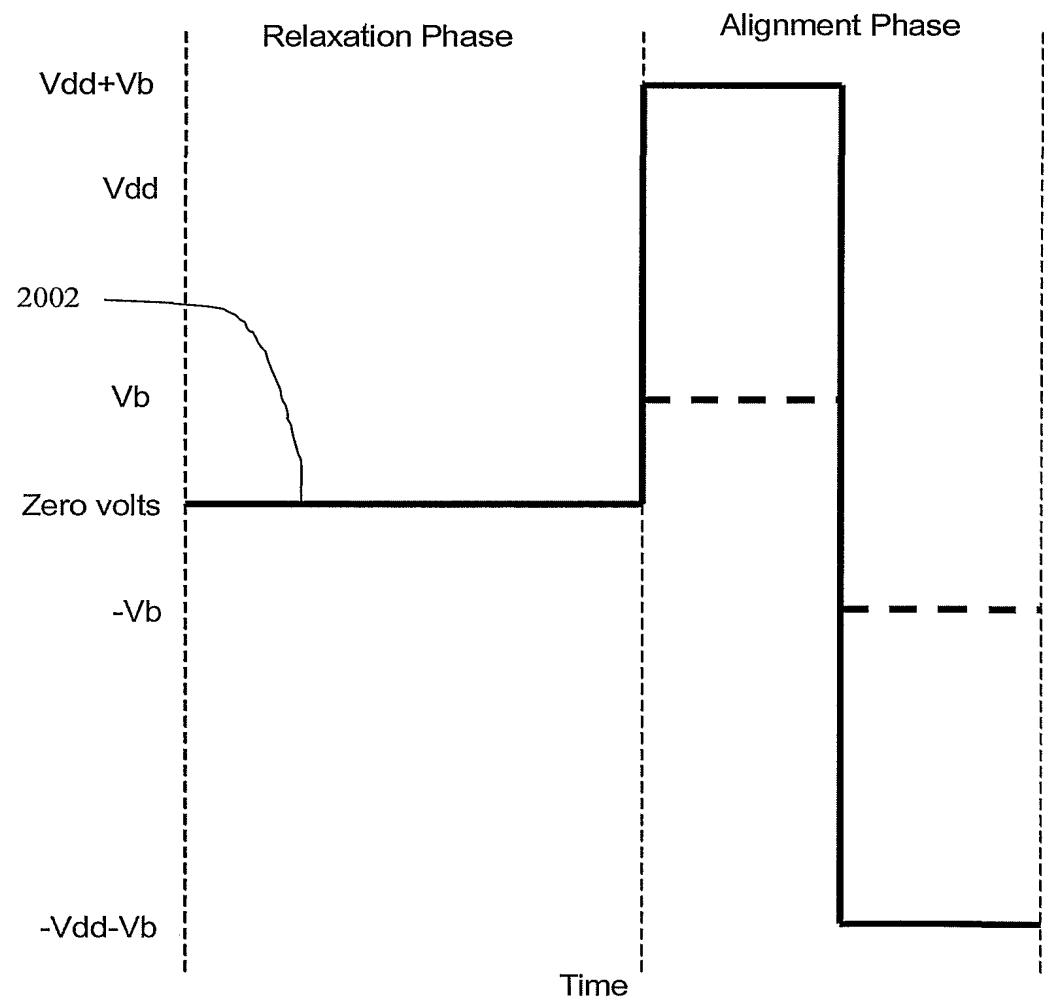 Relaxation Phase
Alignment Phase
Vdd+Vb
Vdd
2002
Vb
Zero volts
-Vb
-Vdd-Vb
Time